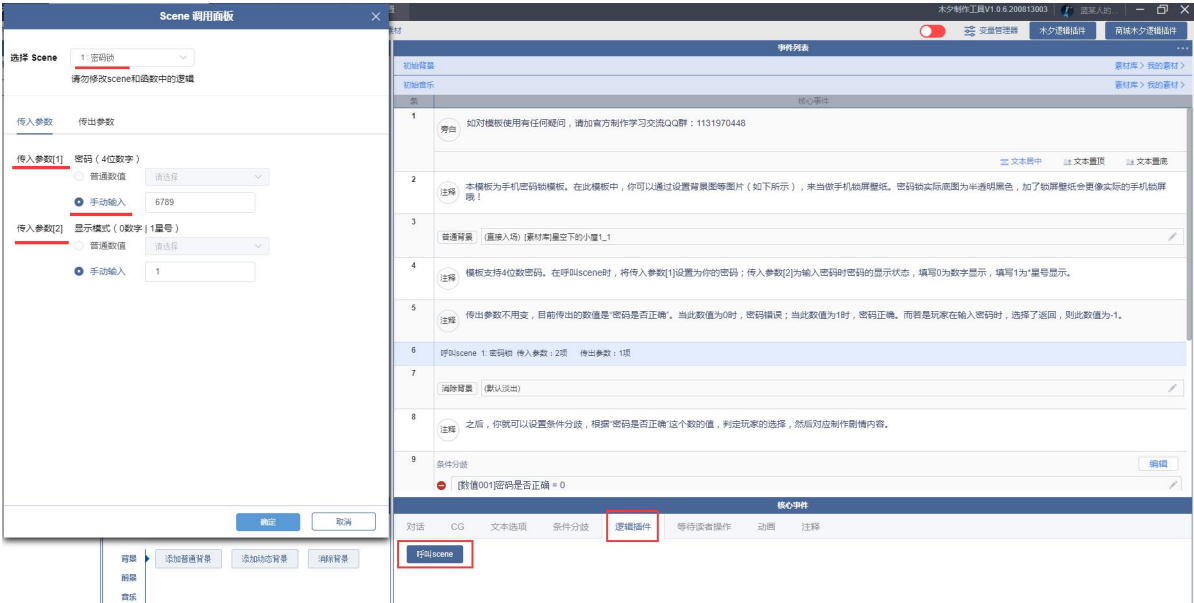 木夕制作工具V1.0.6.200813003 蓝某人的...
Scene 调用面板
选择 Scene 1: 密码锁
请勿修改scene和函数中的逻辑
传入参数 传出参数
传入参数[1] 密码（4位数字）
普通数值 请选择
手动输入 6789
传入参数[2] 显示模式（0数字 | 1星号）
普通数值 请选择
手动输入 1
确定 取消
变量管理器 木夕逻辑插件 商城木夕逻辑插件
事件列表
初始背景 素材库 > 我的素材 >
初始音乐 素材库 > 我的素材 >
核心事件
1 旁白 如对模板使用有任何疑问，请加官方制作学习交流QQ群：1131970448
文本居中 文本置顶 文本置底
2 注释 本模板为手机密码锁模板。在此模板中，你可以通过设置背景图等图片（如下所示），来当做手机锁屏壁纸。密码锁实际底图为半透明黑色，加了锁屏壁纸会更像实际的手机锁屏
哦！
3 普通背景 (直接入场) [素材库]星空下的小屋1_1
4 注释 模板支持4位数密码。在呼叫scene时，将传入参数[1]设置为你的密码；传入参数[2]为输入密码时密码的显示状态，填写0为数字显示，填写1为*星号显示。
5 注释 传出参数不用变，目前传出的数值是“密码是否正确”。当此数值为0时，密码错误；当此数值为1时，密码正确。而若是玩家在输入密码时，选择了返回，则此数值为-1。
6 呼叫scene 1: 密码锁 传入参数：2项 传出参数：1项
7 消除背景 (默认淡出)
8 注释 之后，你就可以设置条件分歧，根据“密码是否正确”这个数的值，判定玩家的选择，然后对应制作剧情内容。
9 条件分歧 编辑
[数值001]密码是否正确 = 0
核心事件
对话 CG 文本选项 条件分歧 逻辑插件 等待读者操作 动画 注释
呼叫scene
背景 添加普通背景 添加动态背景 消除背景
前景
音乐